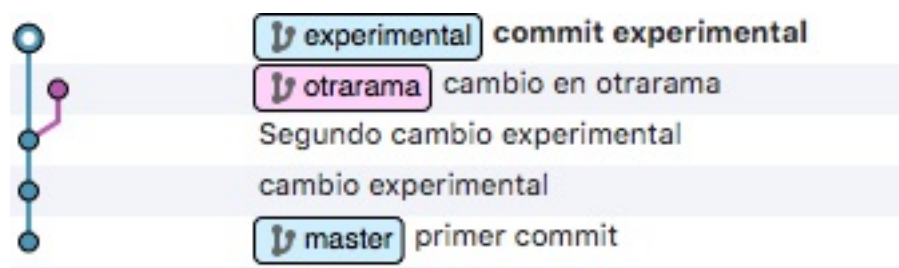 experimental commit experimental
otrarama cambio en otrarama
Segundo cambio experimental
cambio experimental
master primer commit